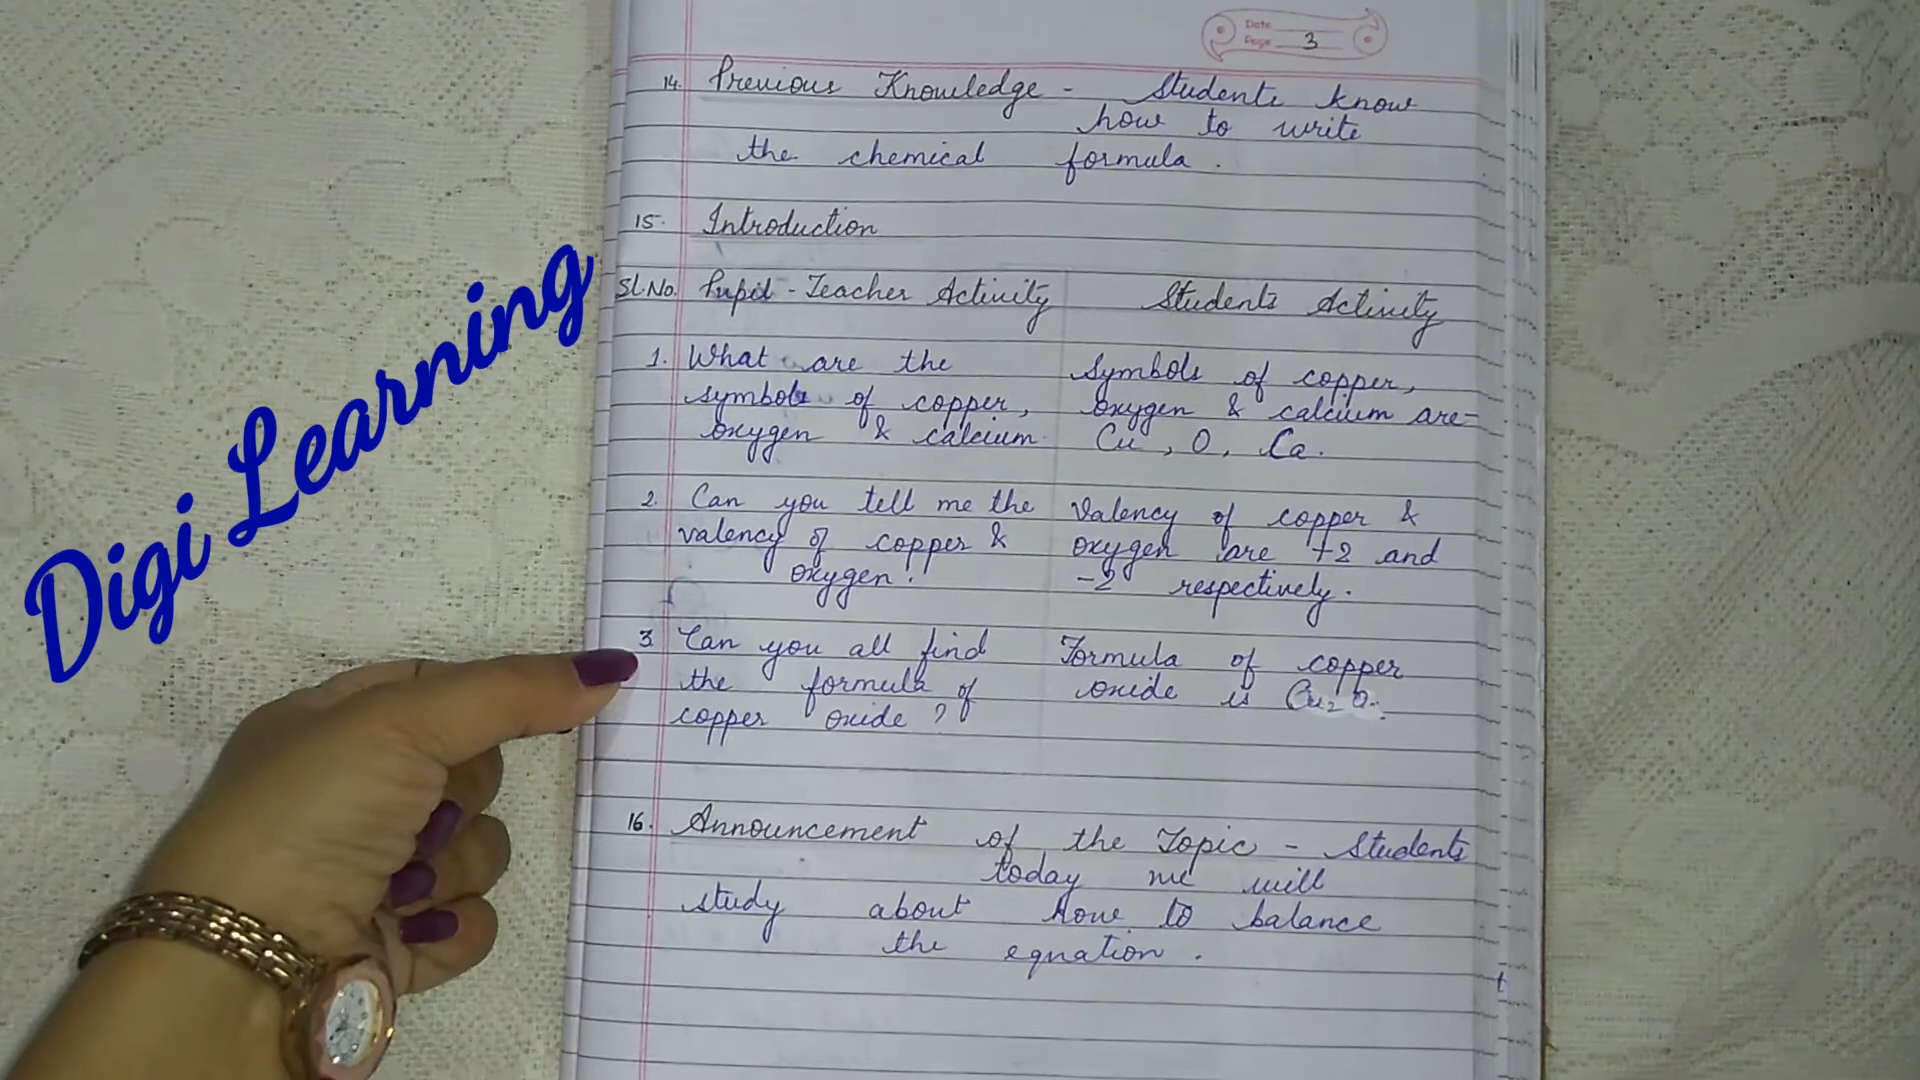 Date
Page 3
14. Previous Knowledge - Students know
how to write
the chemical formula.
15. Introduction
Sl.No. Pupil-Teacher Activity Students Activity
1. What are the
symbols of copper,
oxygen & calcium.
Symbols of copper,
oxygen & calcium are-
Cu, O, Ca.
2. Can you tell me the
valency of copper &
oxygen.
Valency of copper &
oxygen are +2 and
-2 respectively.
3. Can you all find
the formula of
copper oxide ?
Formula of copper
oxide is Cu₂O.
16. Announcement of the Topic - Students
today we will
study about how to balance
the equation.
Digi Learning